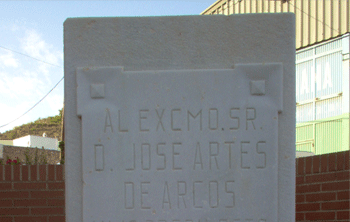 AL EXCMO. SR.
D. JOSE ARTES
DE ARCOS